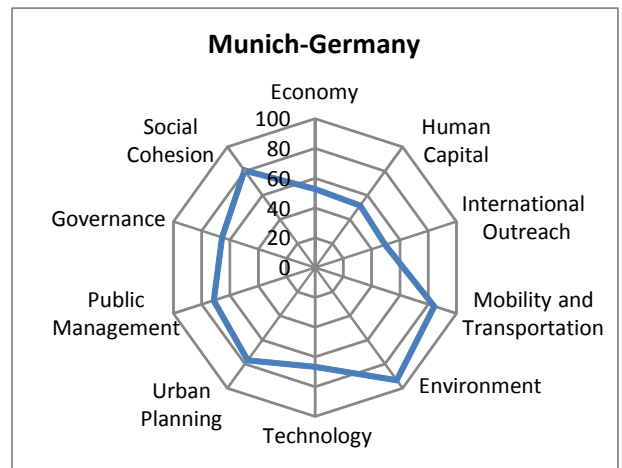 Munich-Germany
Economy
100
80
60
40
20
0
Human
Capital
International
Outreach
Mobility and
Transportation
Environment
Technology
Urban
Planning
Public
Management
Governance
Social
Cohesion